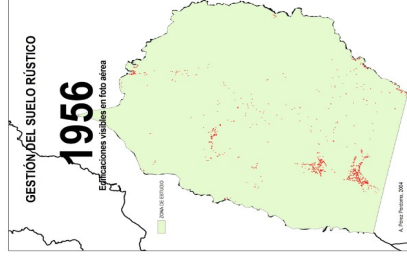 GESTIÓN DEL SUELO RÚSTICO
1956
Edificaciones visibles en foto aérea
ZONA DE ESTUDIO
A. Pérez Perdomo, 2004